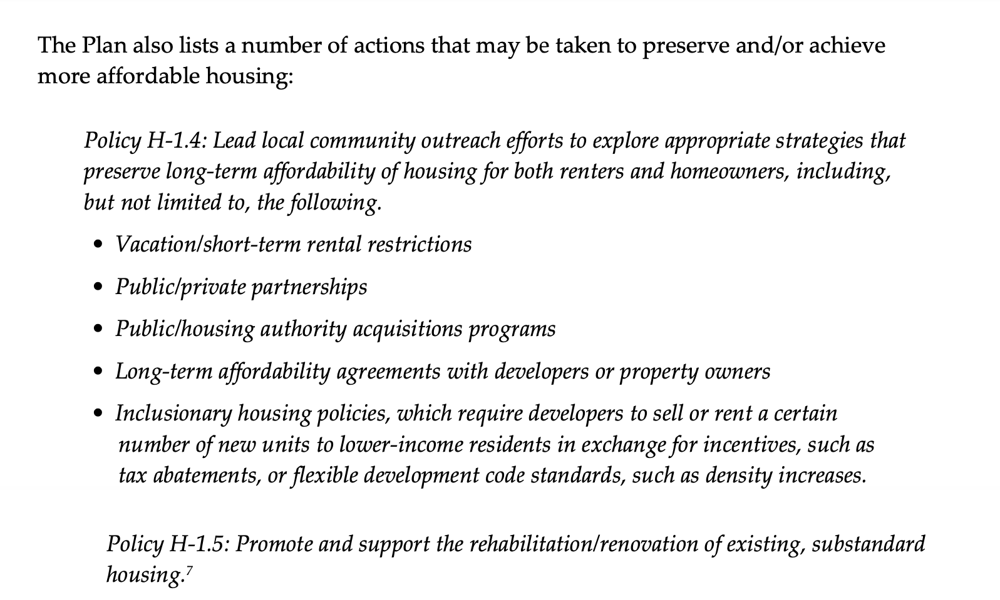 The Plan also lists a number of actions that may be taken to preserve and/or achieve
more affordable housing:
Policy H-1.4: Lead local community outreach efforts to explore appropriate strategies that
preserve long-term affordability of housing for both renters and homeowners, including,
but not limited to, the following.
• Vacation/short-term rental restrictions
• Public/private partnerships
• Public/housing authority acquisitions programs
• Long-term affordability agreements with developers or property owners
• Inclusionary housing policies, which require developers to sell or rent a certain
number of new units to lower-income residents in exchange for incentives, such as
tax abatements, or flexible development code standards, such as density increases.
Policy H-1.5: Promote and support the rehabilitation/renovation of existing, substandard
housing.⁷